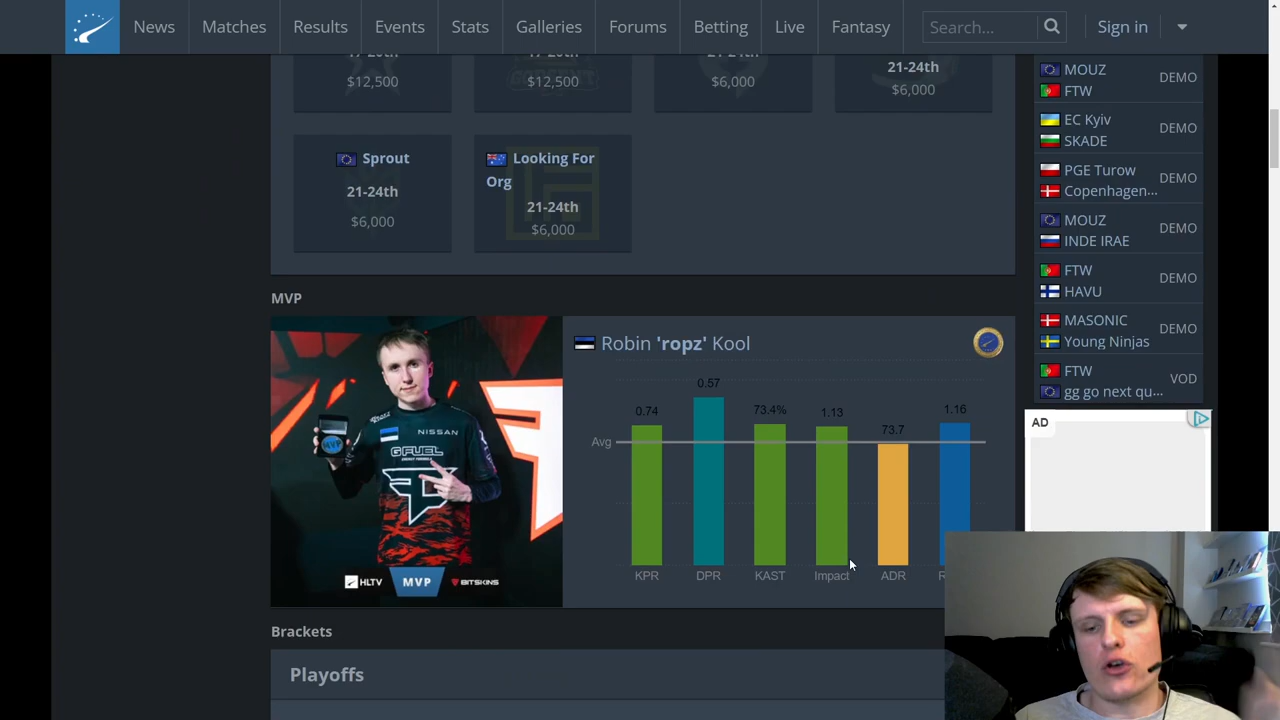 News
Matches
Results
Events
Stats
Galleries
Forums
Betting
Live
Fantasy
Search...
Sign in
$12,500
$12,500
$6,000
21-24th
$6,000
Sprout
21-24th
$6,000
Looking For
Org
21-24th
$6,000
MOUZ
FTW
DEMO
EC Kyiv
SKADE
DEMO
PGE Turow
Copenhagen...
DEMO
MOUZ
INDE IRAE
DEMO
FTW
HAVU
DEMO
MASONIC
Young Ninjas
DEMO
FTW
gg go next qu...
VOD
AD
MVP
NISSAN
G FUEL
HLTV
MVP
BITSKINS
Robin 'ropz' Kool
0.74
0.57
73.4%
1.13
73.7
1.16
Avg
KPR
DPR
KAST
Impact
ADR
Brackets
Playoffs